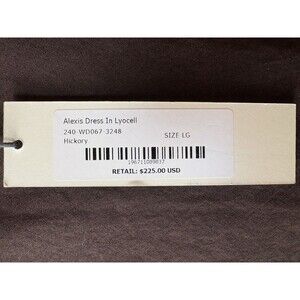 Alexis Dress In Lyocell
240-WD067-3248 SIZE LG
Hickory
196711089837
RETAIL: $225.00 USD